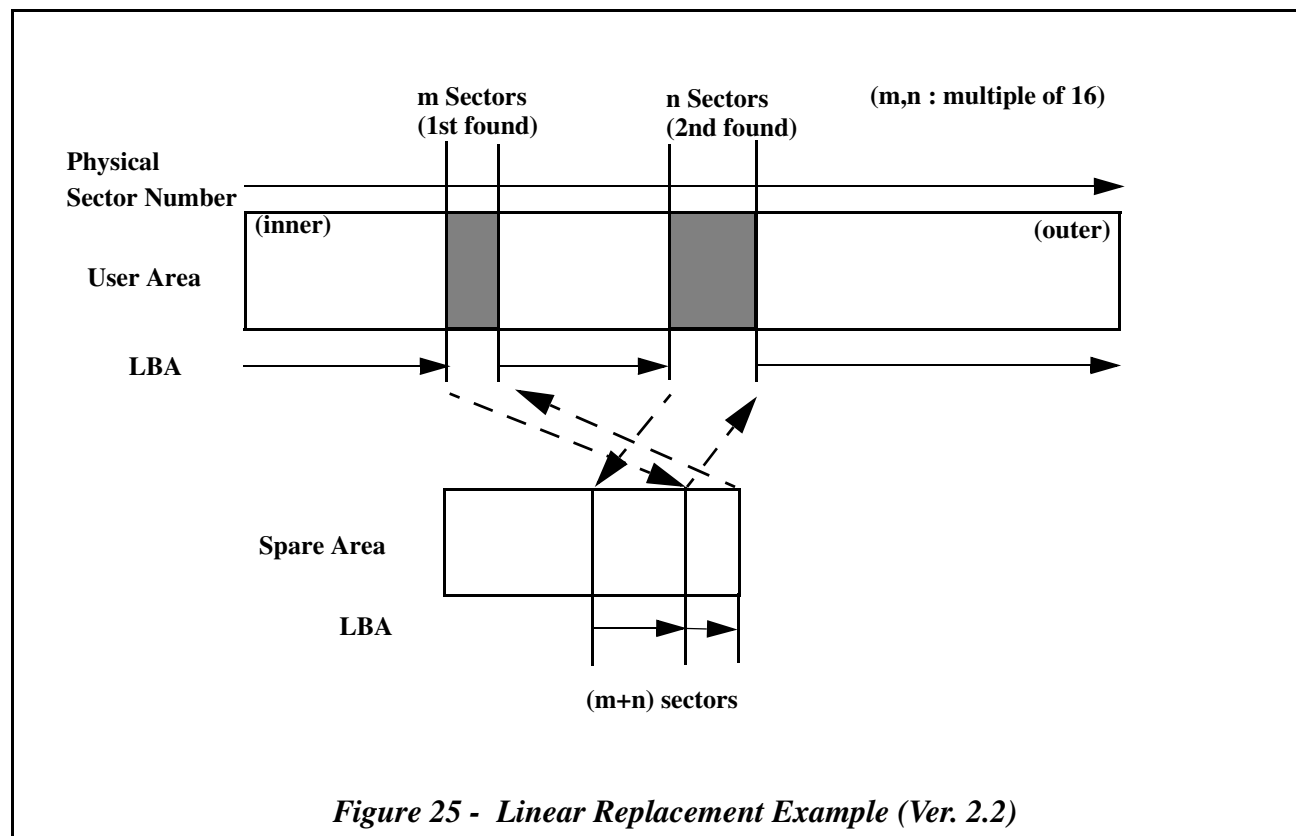 m Sectors
(1st found)
n Sectors
(2nd found)
(m,n : multiple of 16)
Physical
Sector Number
(inner)
(outer)
User Area
LBA
Spare Area
LBA
(m+n) sectors
Figure 25 - Linear Replacement Example (Ver. 2.2)